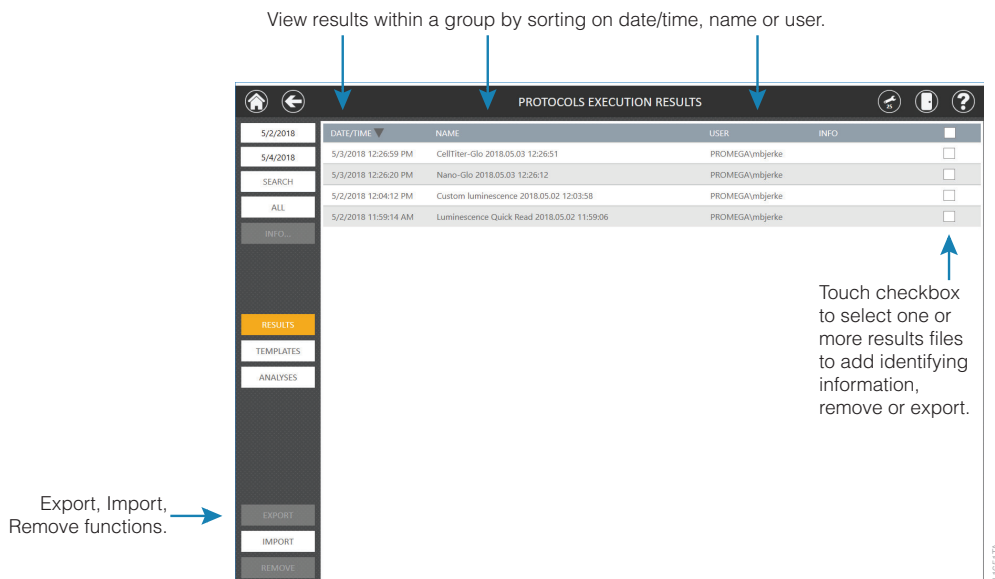 View results within a group by sorting on date/time, name or user.
PROTOCOLS EXECUTION RESULTS
25
?
5/2/2018
5/4/2018
SEARCH
ALL
INFO...
RESULTS
TEMPLATES
ANALYSES
EXPORT
IMPORT
REMOVE
DATE/TIME NAME USER INFO
5/3/2018 12:26:59 PM CellTiter-Glo 2018.05.03 12:26:51 PROMEGA\mbjerke
5/3/2018 12:26:20 PM Nano-Glo 2018.05.03 12:26:12 PROMEGA\mbjerke
5/2/2018 12:04:12 PM Custom luminescence 2018.05.02 12:03:58 PROMEGA\mbjerke
5/2/2018 11:59:14 AM Luminescence Quick Read 2018.05.02 11:59:06 PROMEGA\mbjerke
Touch checkbox
to select one or
more results files
to add identifying
information,
remove or export.
Export, Import,
Remove functions.